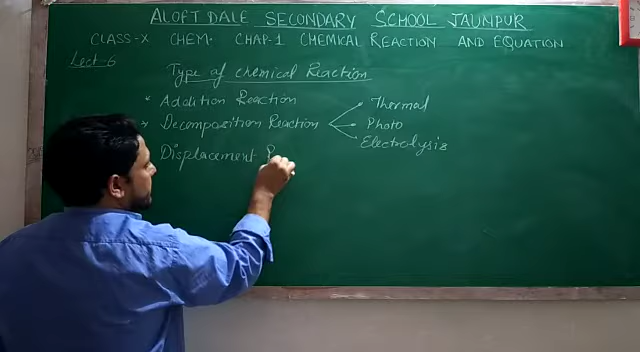 ALOFT DALE SECONDARY SCHOOL JAUNPUR
CLASS-X CHEM. CHAP-1 CHEMICAL REACTION AND EQUATION
Lect-6
Type of chemical Reaction
* Addition Reaction
* Decomposition Reaction
Thermal
Photo
Electrolysis
Displacement R